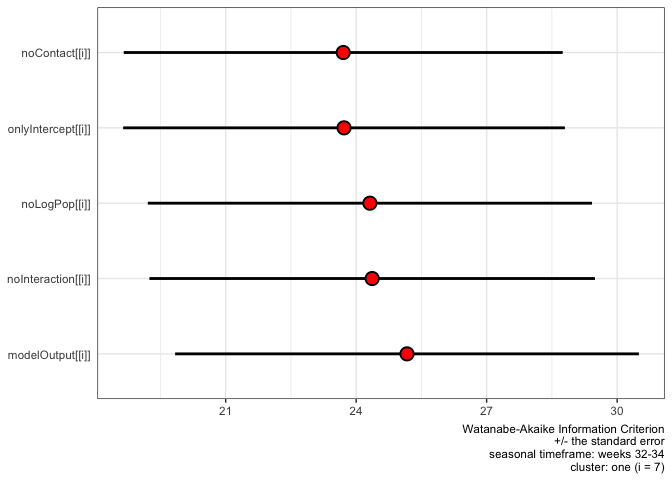 noContact[[i]]
onlyIntercept[[i]]
noLogPop[[i]]
noInteraction[[i]]
modelOutput[[i]]
21 24 27 30
Watanabe-Akaike Information Criterion
+/- the standard error
seasonal timeframe: weeks 32-34
cluster: one (i = 7)